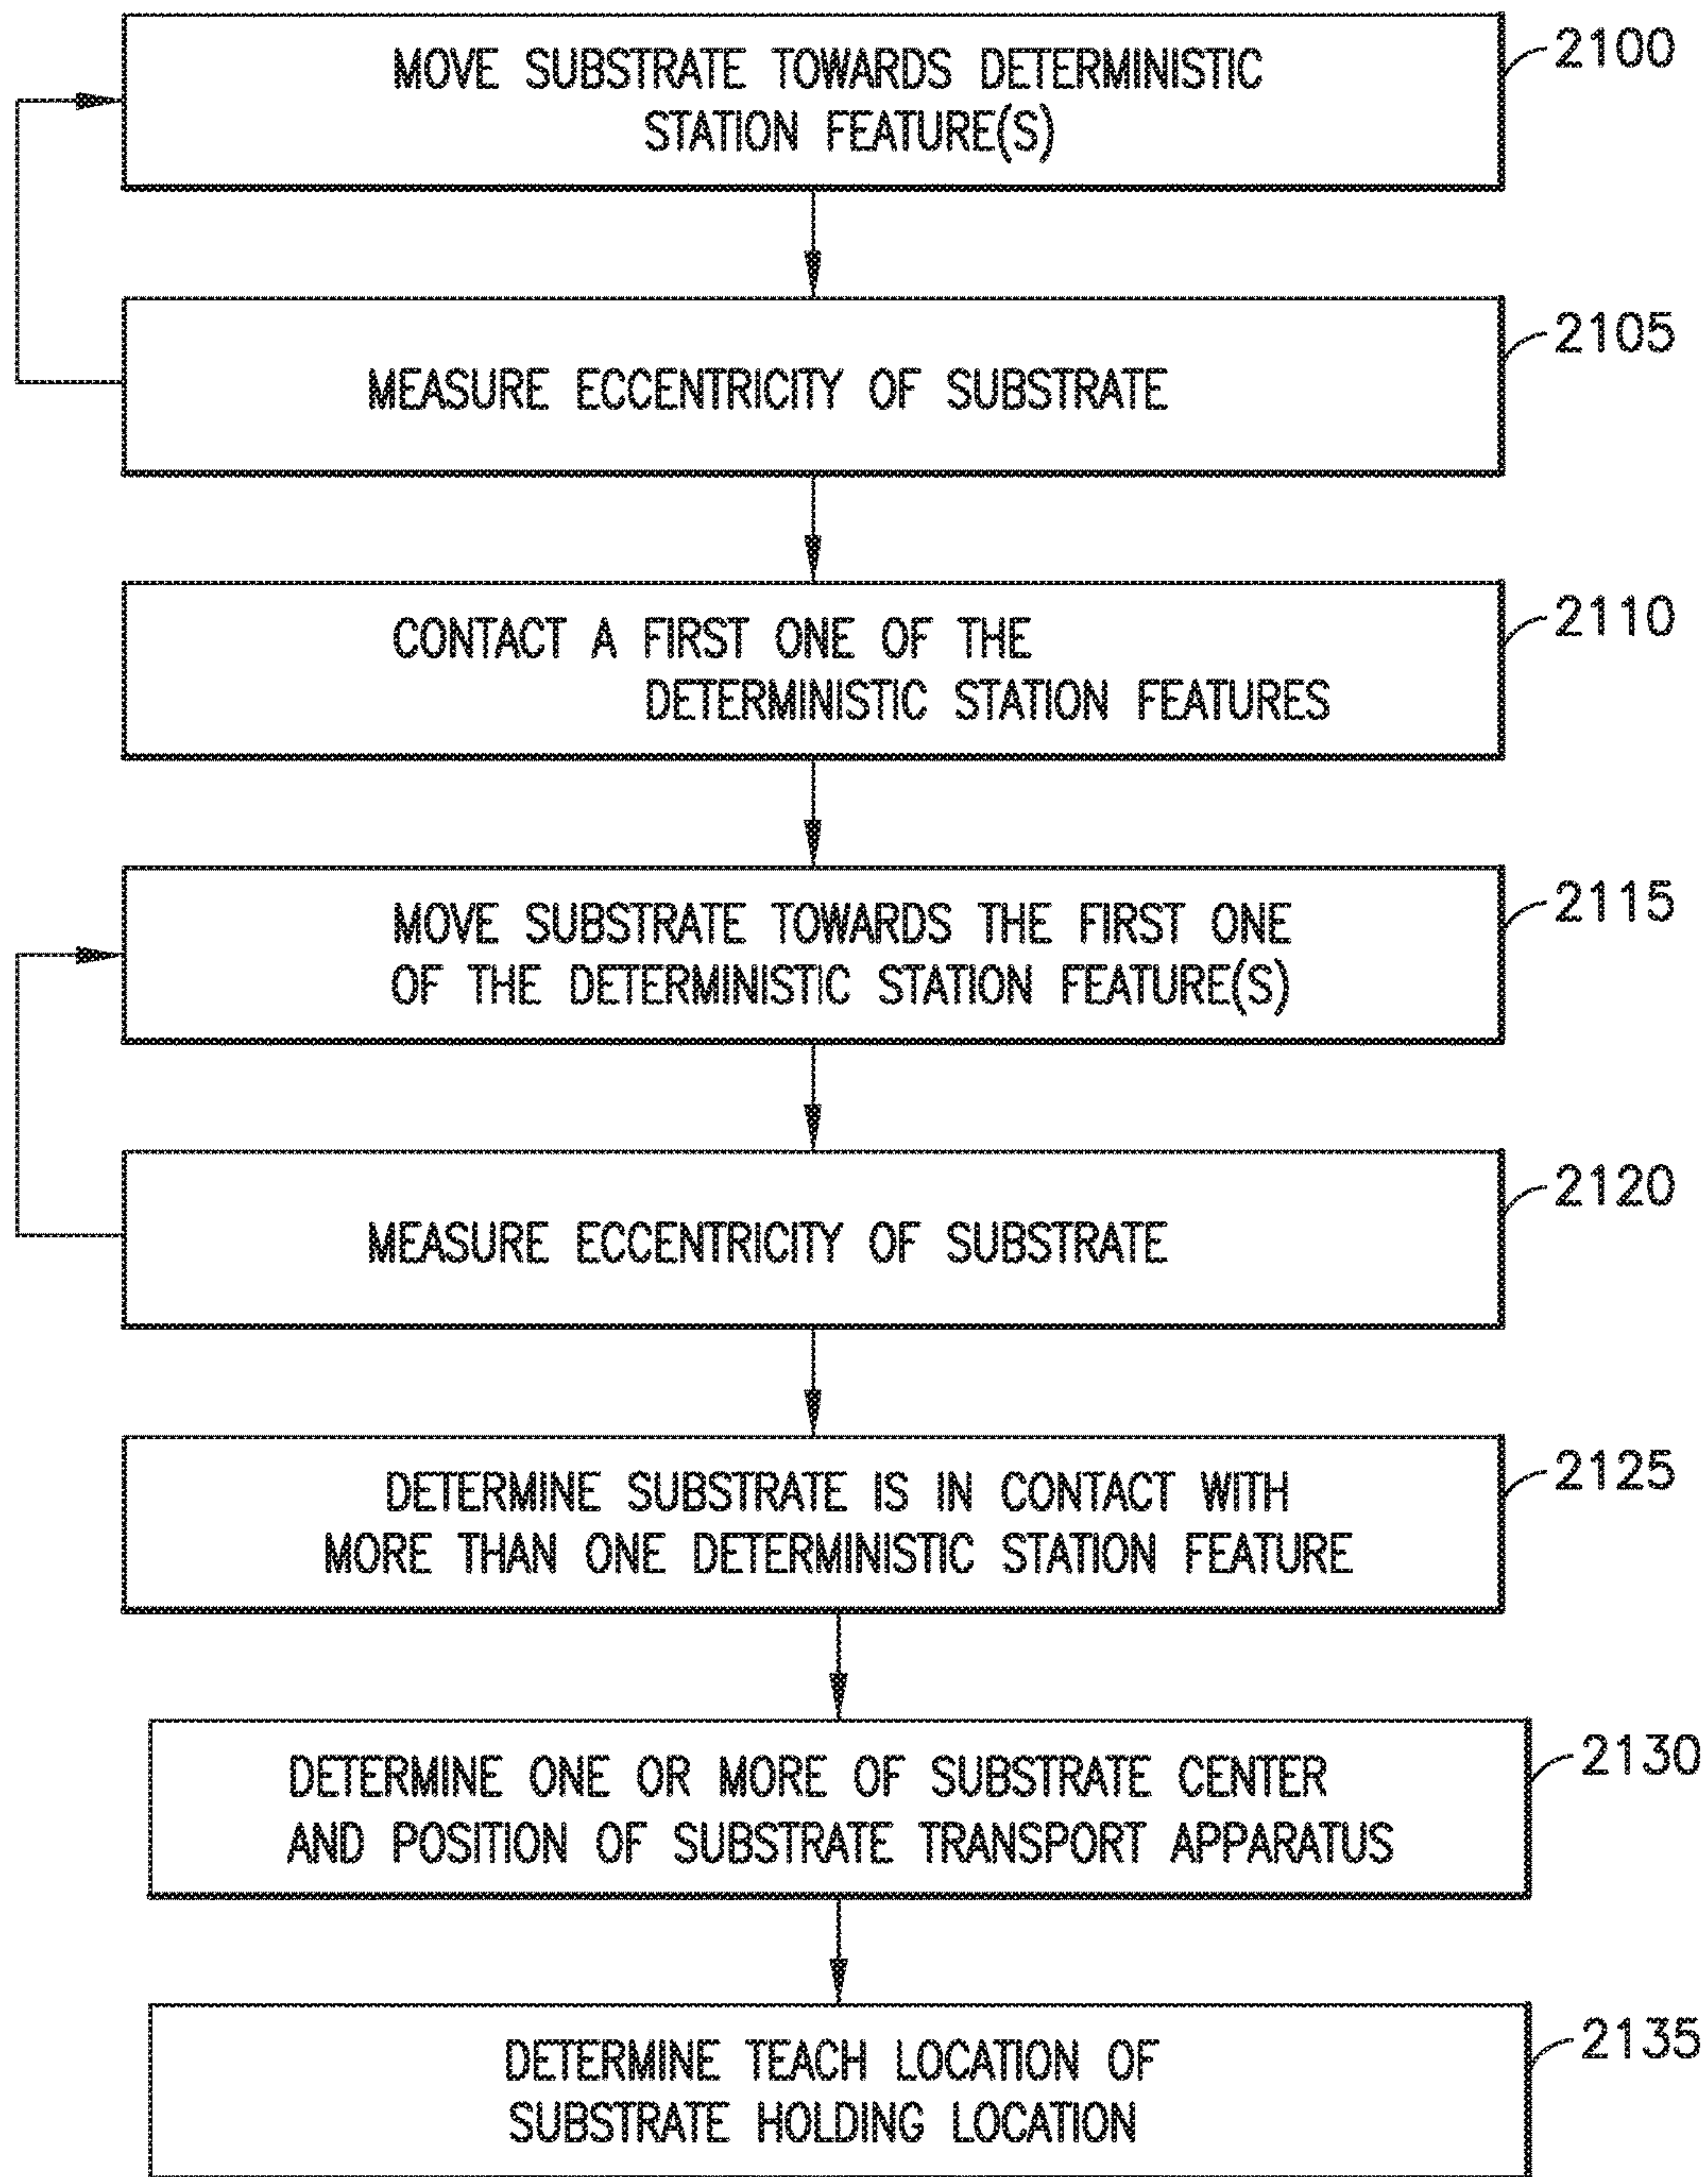 MOVE SUBSTRATE TOWARDS DETERMINISTIC
STATION FEATURE(S)
2100
MEASURE ECCENTRICITY OF SUBSTRATE
2105
CONTACT A FIRST ONE OF THE
DETERMINISTIC STATION FEATURES
2110
MOVE SUBSTRATE TOWARDS THE FIRST ONE
OF THE DETERMINISTIC STATION FEATURE(S)
2115
MEASURE ECCENTRICITY OF SUBSTRATE
2120
DETERMINE SUBSTRATE IS IN CONTACT WITH
MORE THAN ONE DETERMINISTIC STATION FEATURE
2125
DETERMINE ONE OR MORE OF SUBSTRATE CENTER
AND POSITION OF SUBSTRATE TRANSPORT APPARATUS
2130
DETERMINE TEACH LOCATION OF
SUBSTRATE HOLDING LOCATION
2135